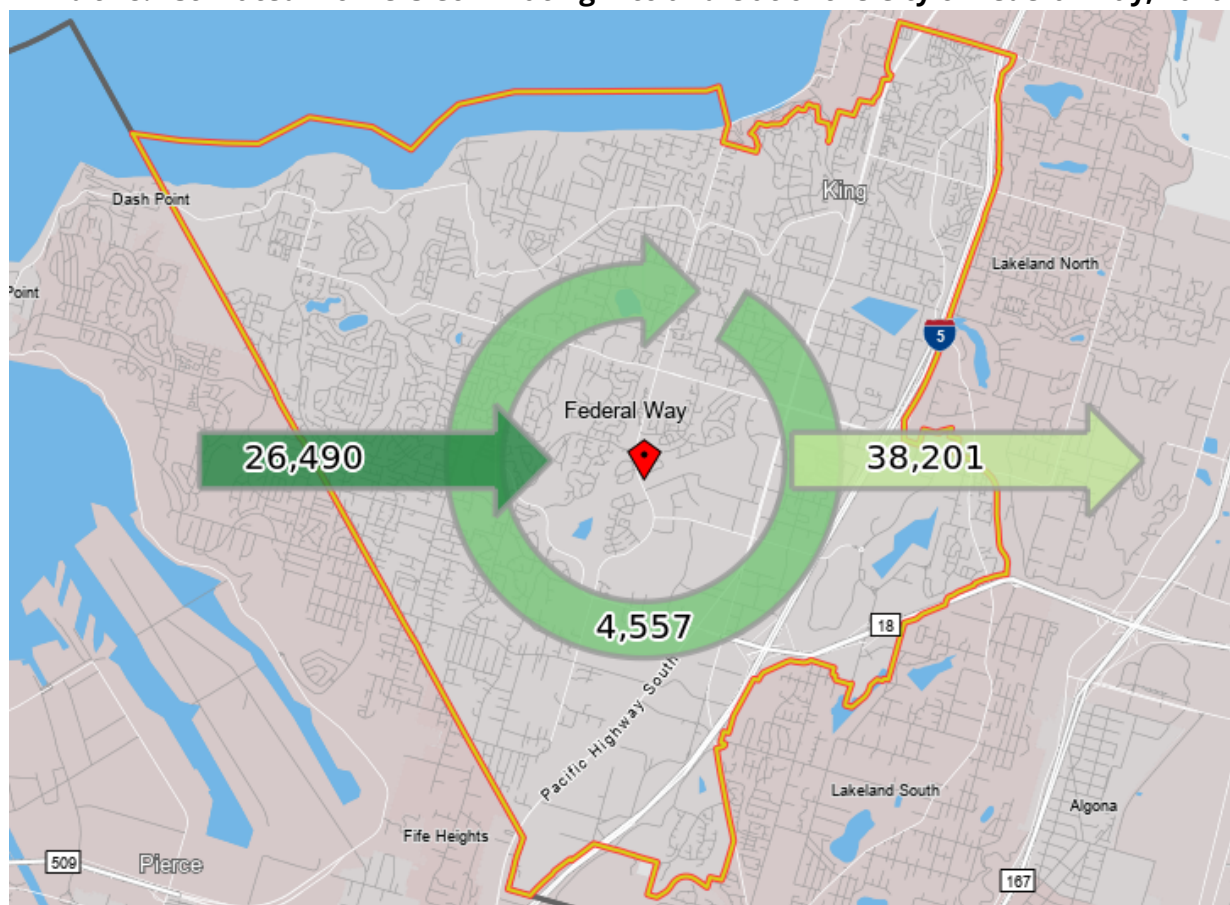 King
Dash Point
Point
Lakeland North
5
Federal Way
26,490
38,201
4,557
18
Pacific Highway South
Lakeland South
Algona
Fife Heights
509
Pierce
167